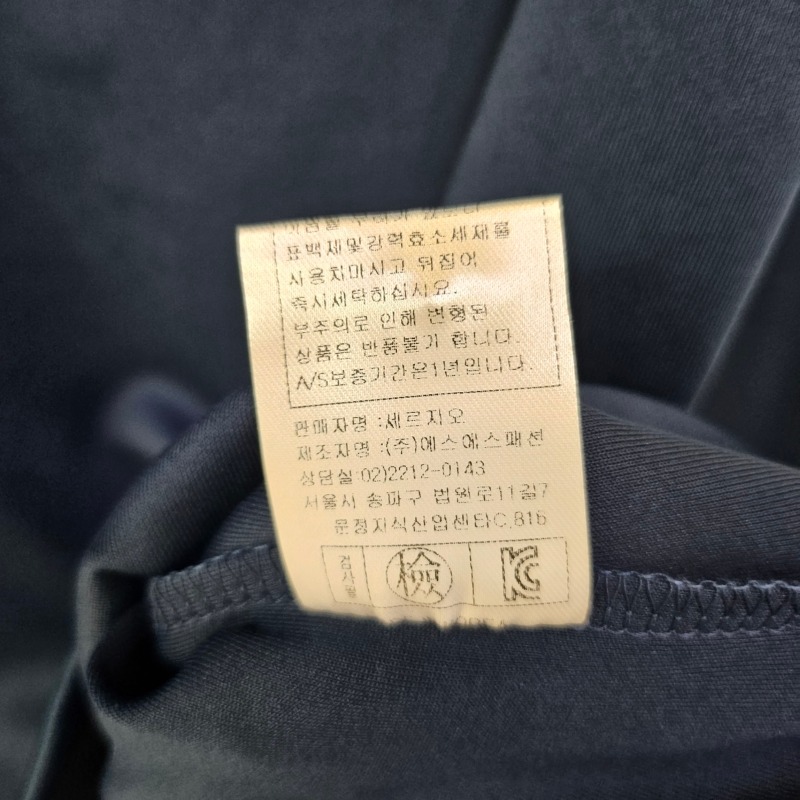 표백제및강력효소세제를
사용치마시고 뒤집어
즉시세탁하십시요.
부주의로 인해 변형된
상품은 반품불가 합니다.
A/S보증기간은1년입니다.
판매자명 :세르지오
제조자명 :(주)에스에스패션
상담실:02)2212-0143
서울시 송파구 법원로11길7
문정지식산업센타C,816
검사필 檢